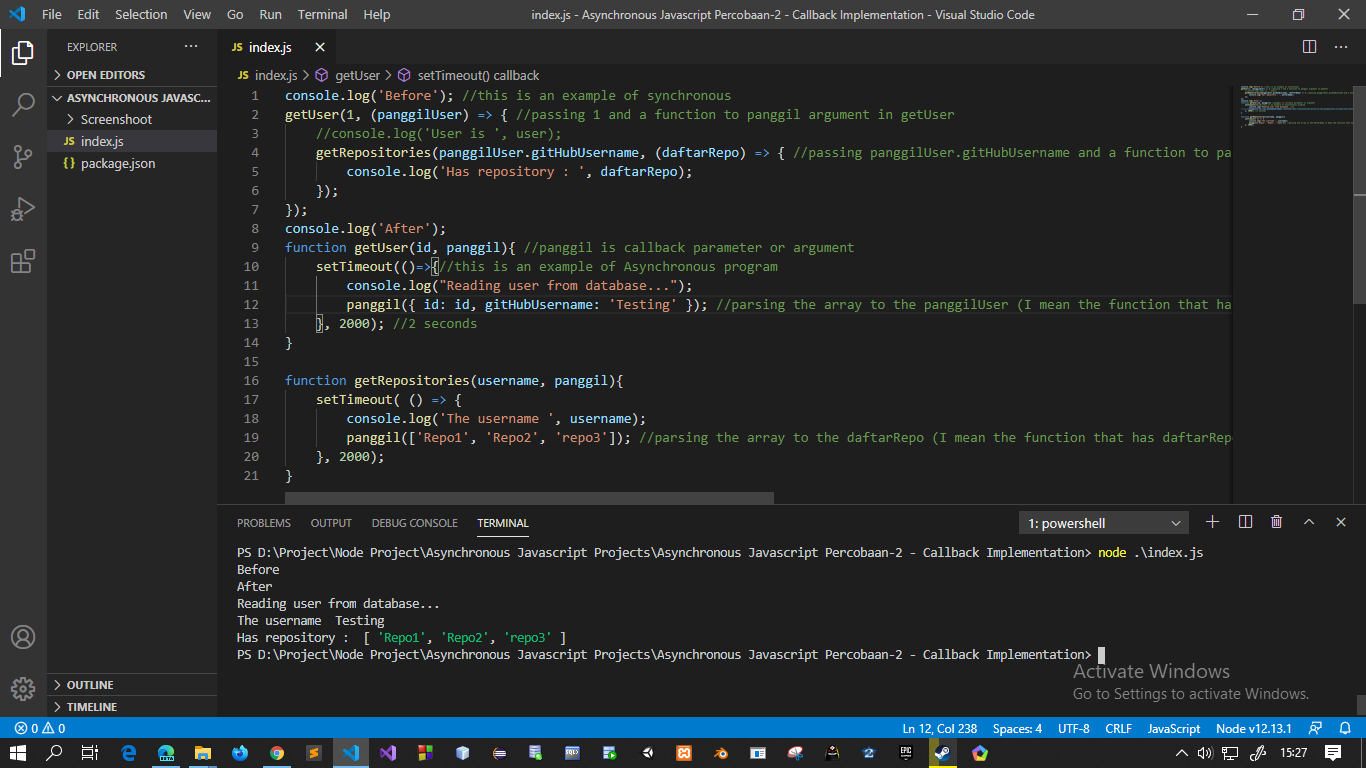 File Edit Selection View Go Run Terminal Help
index.js - Asynchronous Javascript Percobaan-2 - Callback Implementation - Visual Studio Code
EXPLORER
OPEN EDITORS
ASYNCHRONOUS JAVASC...
Screenshoot
JS index.js
{} package.json
OUTLINE
TIMELINE
JS index.js
JS index.js > getUser > setTimeout() callback
1 console.log('Before'); //this is an example of synchronous
2 getUser(1, (panggilUser) => { //passing 1 and a function to panggil argument in getUser
3 //console.log('User is ', user);
4 getRepositories(panggilUser.gitHubUsername, (daftarRepo) => { //passing panggilUser.gitHubUsername and a function to pa
5 console.log('Has repository : ', daftarRepo);
6 });
7 });
8 console.log('After');
9 function getUser(id, panggil){ //panggil is callback parameter or argument
10 setTimeout(()=>{//this is an example of Asynchronous program
11 console.log("Reading user from database...");
12 panggil({ id: id, gitHubUsername: 'Testing' }); //parsing the array to the panggilUser (I mean the function that ha
13 }, 2000); //2 seconds
14 }
15
16 function getRepositories(username, panggil){
17 setTimeout( () => {
18 console.log('The username ', username);
19 panggil(['Repo1', 'Repo2', 'repo3']); //parsing the array to the daftarRepo (I mean the function that has daftarRep
20 }, 2000);
21 }
PROBLEMS OUTPUT DEBUG CONSOLE TERMINAL
1: powershell
PS D:\Project\Node Project\Asynchronous Javascript Projects\Asynchronous Javascript Percobaan-2 - Callback Implementation> node .\index.js
Before
After
Reading user from database...
The username  Testing
Has repository :  [ 'Repo1', 'Repo2', 'repo3' ]
PS D:\Project\Node Project\Asynchronous Javascript Projects\Asynchronous Javascript Percobaan-2 - Callback Implementation>
Activate Windows
Go to Settings to activate Windows.
0 0
Ln 12, Col 238 Spaces: 4 UTF-8 CRLF JavaScript Node v12.13.1
15:27